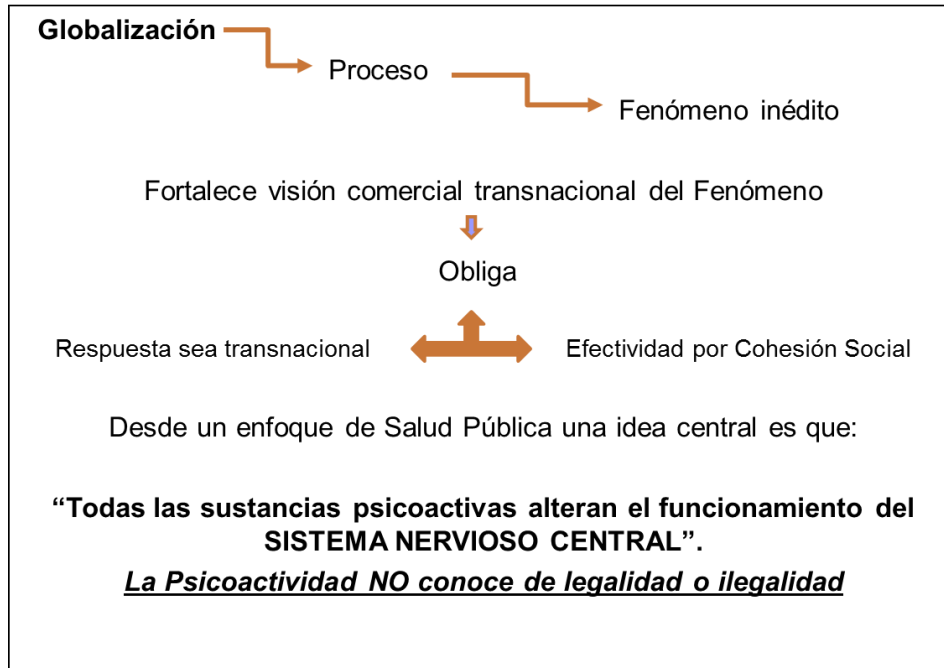 Globalización
Proceso
Fenómeno inédito
Fortalece visión comercial transnacional del Fenómeno
Obliga
Respuesta sea transnacional
Efectividad por Cohesión Social
Desde un enfoque de Salud Pública una idea central es que:
“Todas las sustancias psicoactivas alteran el funcionamiento del
SISTEMA NERVIOSO CENTRAL”.
La Psicoactividad NO conoce de legalidad o ilegalidad